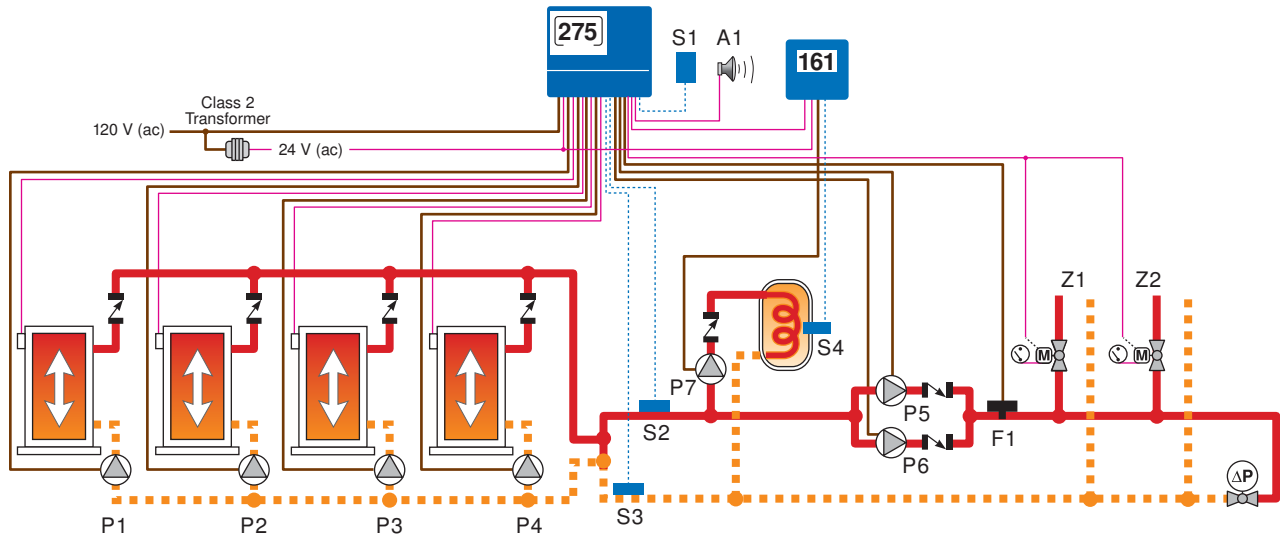 275
S1
A1
161
Class 2
Transformer
120 V (ac)
24 V (ac)
Z1
Z2
M
M
S4
P7
P5
S2
F1
P6
ΔP
S3
P1
P2
P3
P4